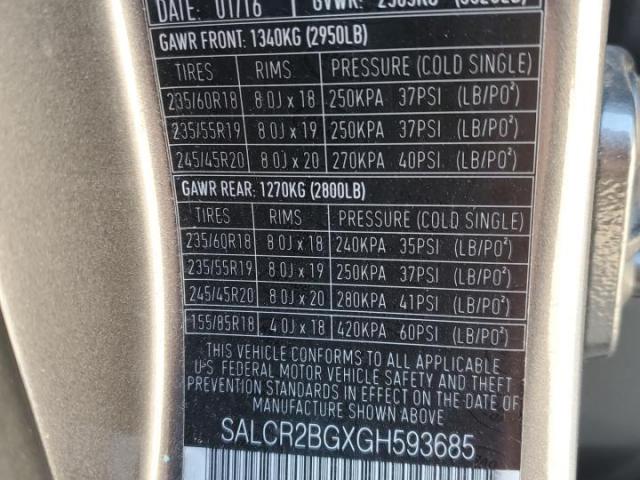 DATE: 01/16 GVWR:
GAWR FRONT: 1340KG (2950LB)
TIRES RIMS PRESSURE (COLD SINGLE)
235/60R18 8.0J x 18 250KPA 37PSI (LB/PO²)
235/55R19 8.0J x 19 250KPA 37PSI (LB/PO²)
245/45R20 8.0J x 20 270KPA 40PSI (LB/PO²)
GAWR REAR: 1270KG (2800LB)
TIRES RIMS PRESSURE (COLD SINGLE)
235/60R18 8.0J x 18 240KPA 35PSI (LB/PO²)
235/55R19 8.0J x 19 250KPA 37PSI (LB/PO²)
245/45R20 8.0J x 20 280KPA 41PSI (LB/PO²)
155/85R18 4.0J x 18 420KPA 60PSI (LB/PO²)
THIS VEHICLE CONFORMS TO ALL APPLICABLE
U.S. FEDERAL MOTOR VEHICLE SAFETY AND THEFT
PREVENTION STANDARDS IN EFFECT ON THE DATE
OF MANUFACTURE SHOWN ABOVE
SALCR2BGXGH593685